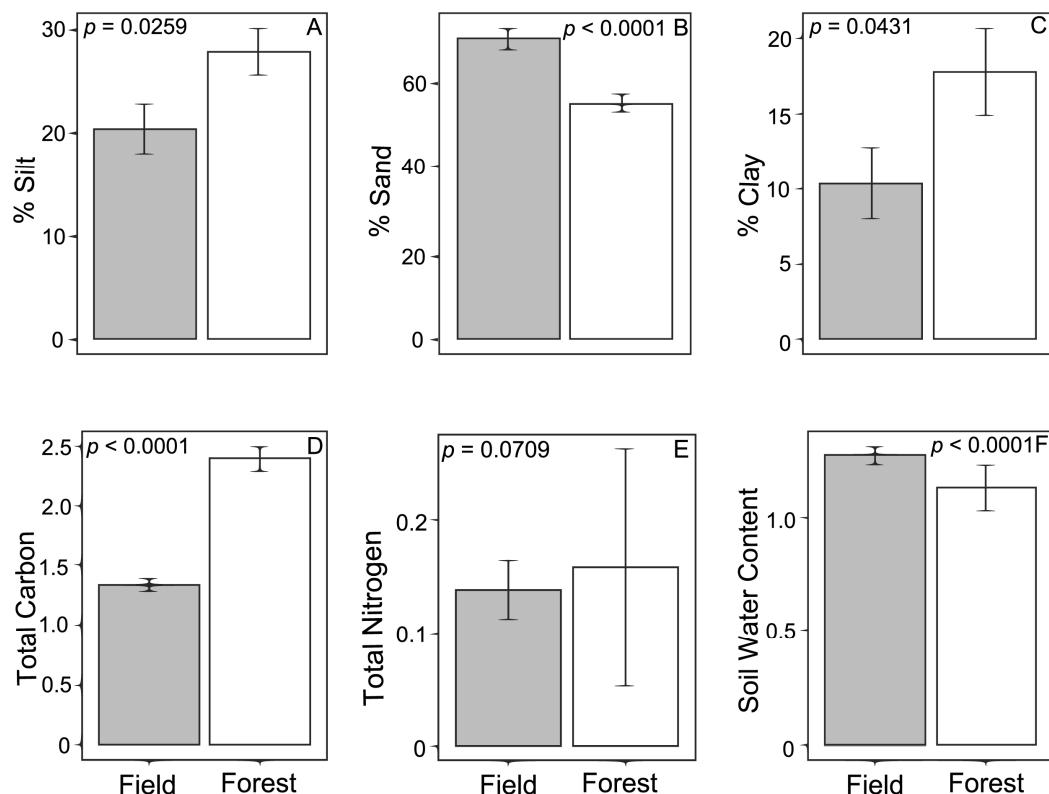 p = 0.0259 A
% Silt
30
20
10
0
p < 0.0001 B
% Sand
60
40
20
0
p = 0.0431 C
% Clay
20
15
10
5
0
p < 0.0001 D
Total Carbon
2.5
2.0
1.5
1.0
0.5
0
Field Forest
p = 0.0709 E
Total Nitrogen
0.2
0.1
0
Field Forest
p < 0.0001F
Soil Water Content
1.0
0.5
0
Field Forest